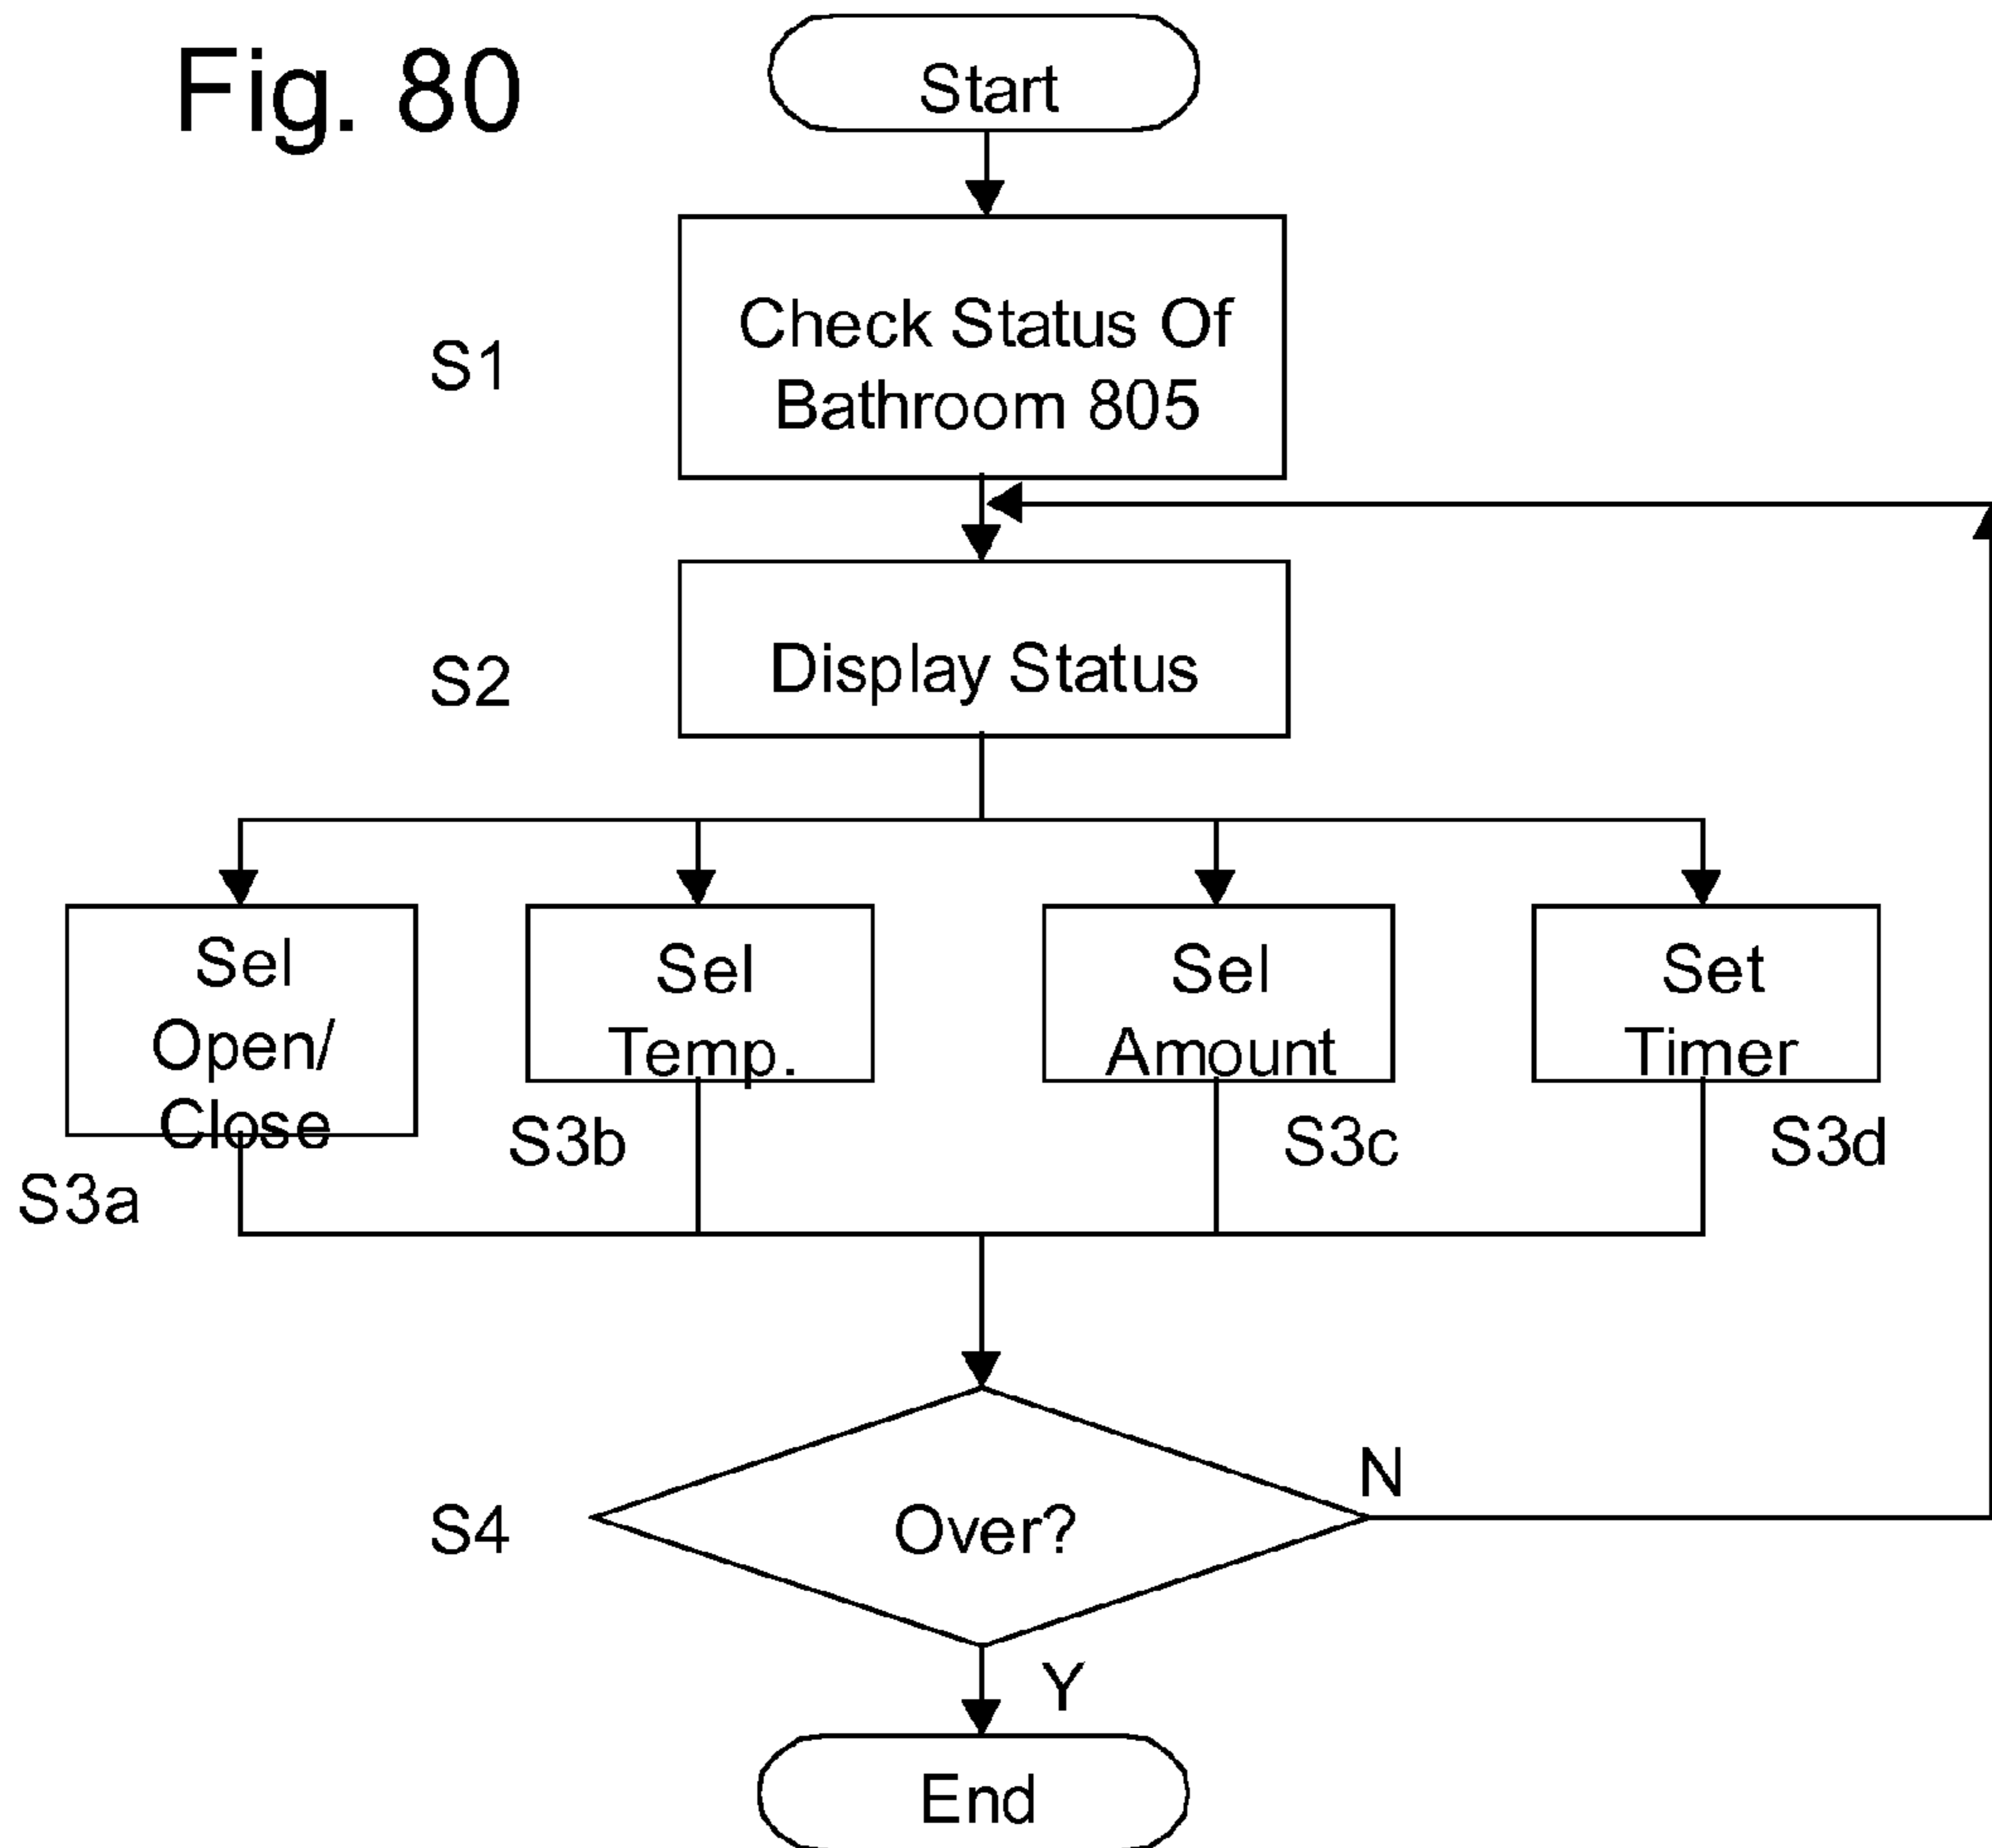 Fig. 80
Start
S1
Check Status Of
Bathroom 805
S2
Display Status
Sel
Open/
Close
S3a
Sel
Temp.
S3b
Sel
Amount
S3c
Set
Timer
S3d
S4
Over?
N
Y
End